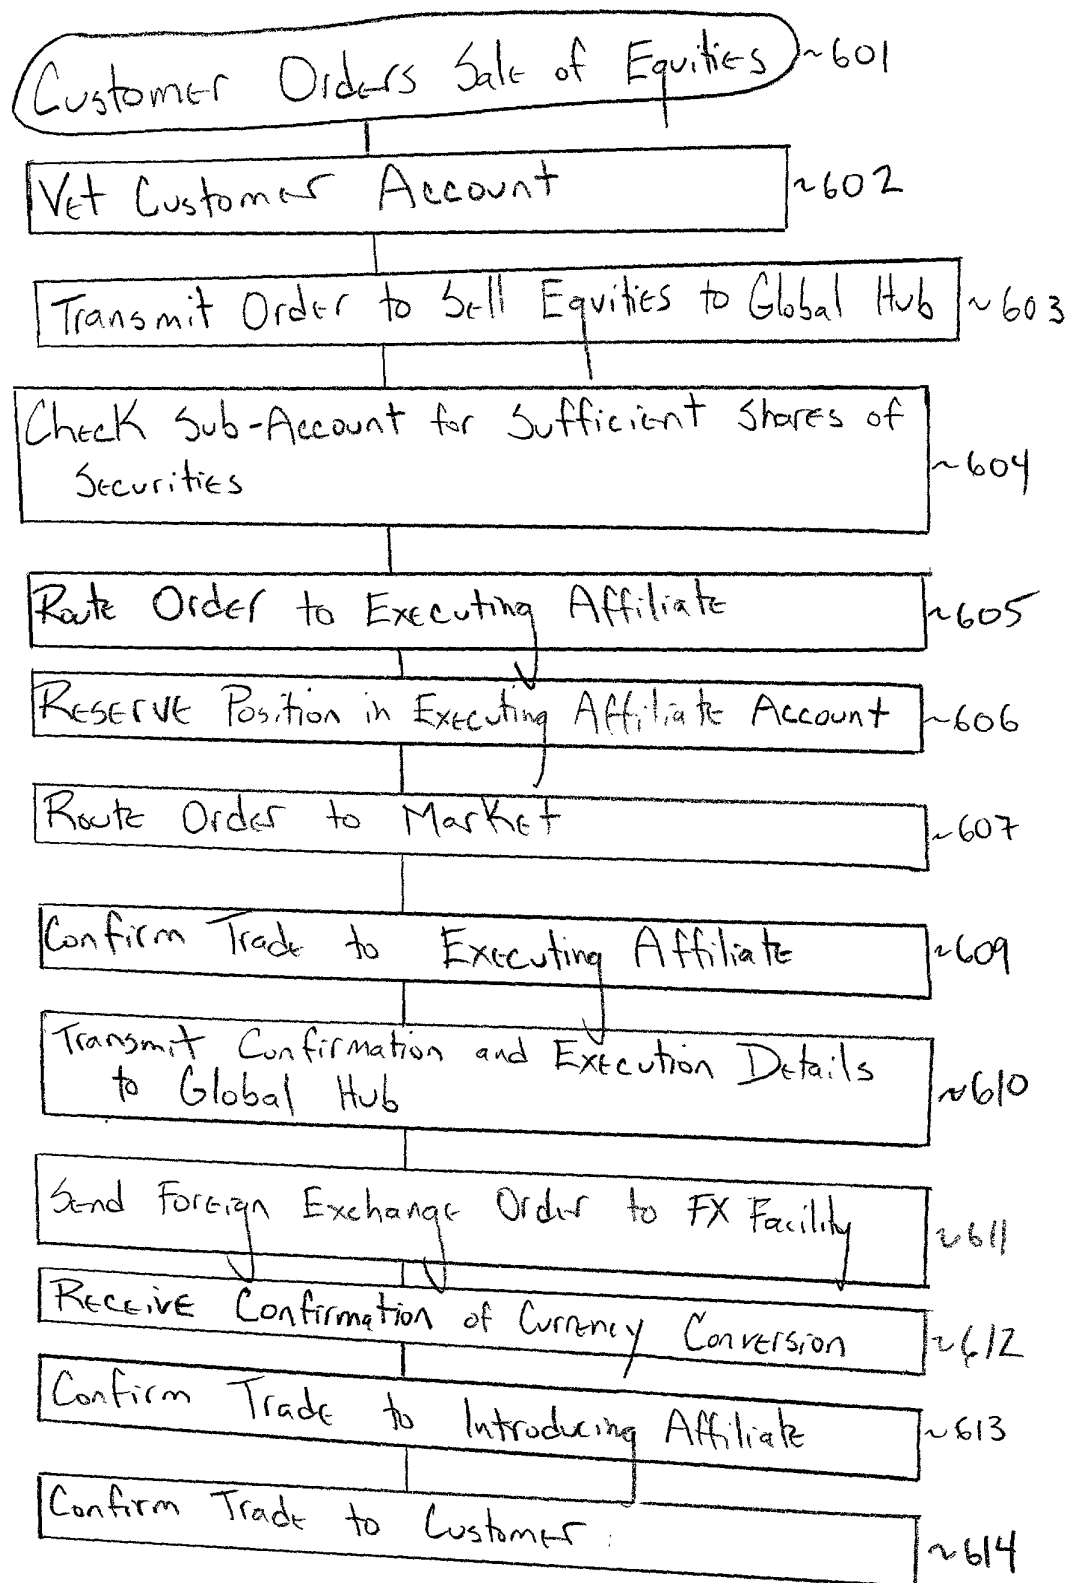 Customer Orders Sale of Equities ~601
Vet Customer Account ~602
Transmit Order to Sell Equities to Global Hub ~603
Check Sub-Account for Sufficient Shares of
Securities ~604
Route Order to Executing Affiliate ~605
Reserve Position in Executing Affiliate Account ~606
Route Order to Market ~607
Confirm Trade to Executing Affiliate ~609
Transmit Confirmation and Execution Details
to Global Hub ~610
Send Foreign Exchange Order to FX Facility ~611
Receive Confirmation of Currency Conversion ~612
Confirm Trade to Introducing Affiliate ~613
Confirm Trade to Customer ~614